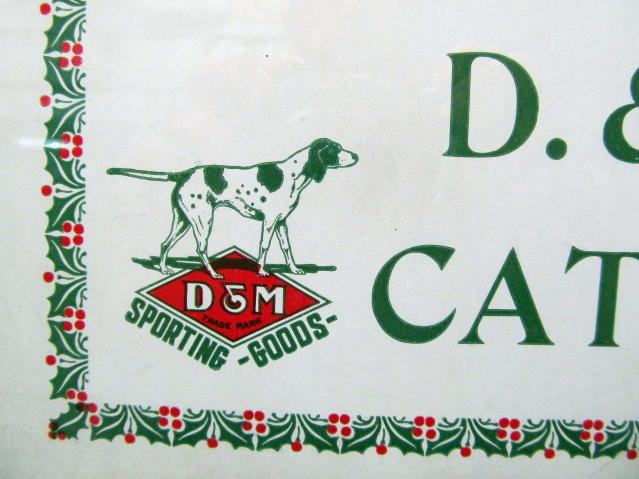 D. &
CAT
D & M
TRADE MARK
SPORTING -GOODS-